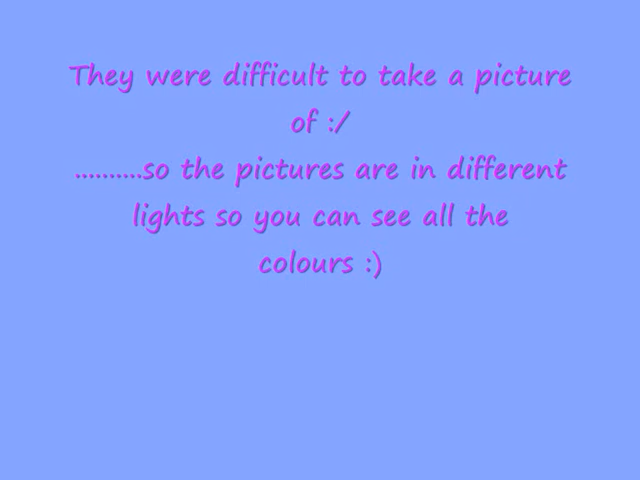 They were difficult to take a picture
of :/
..........so the pictures are in different
lights so you can see all the
colours :)